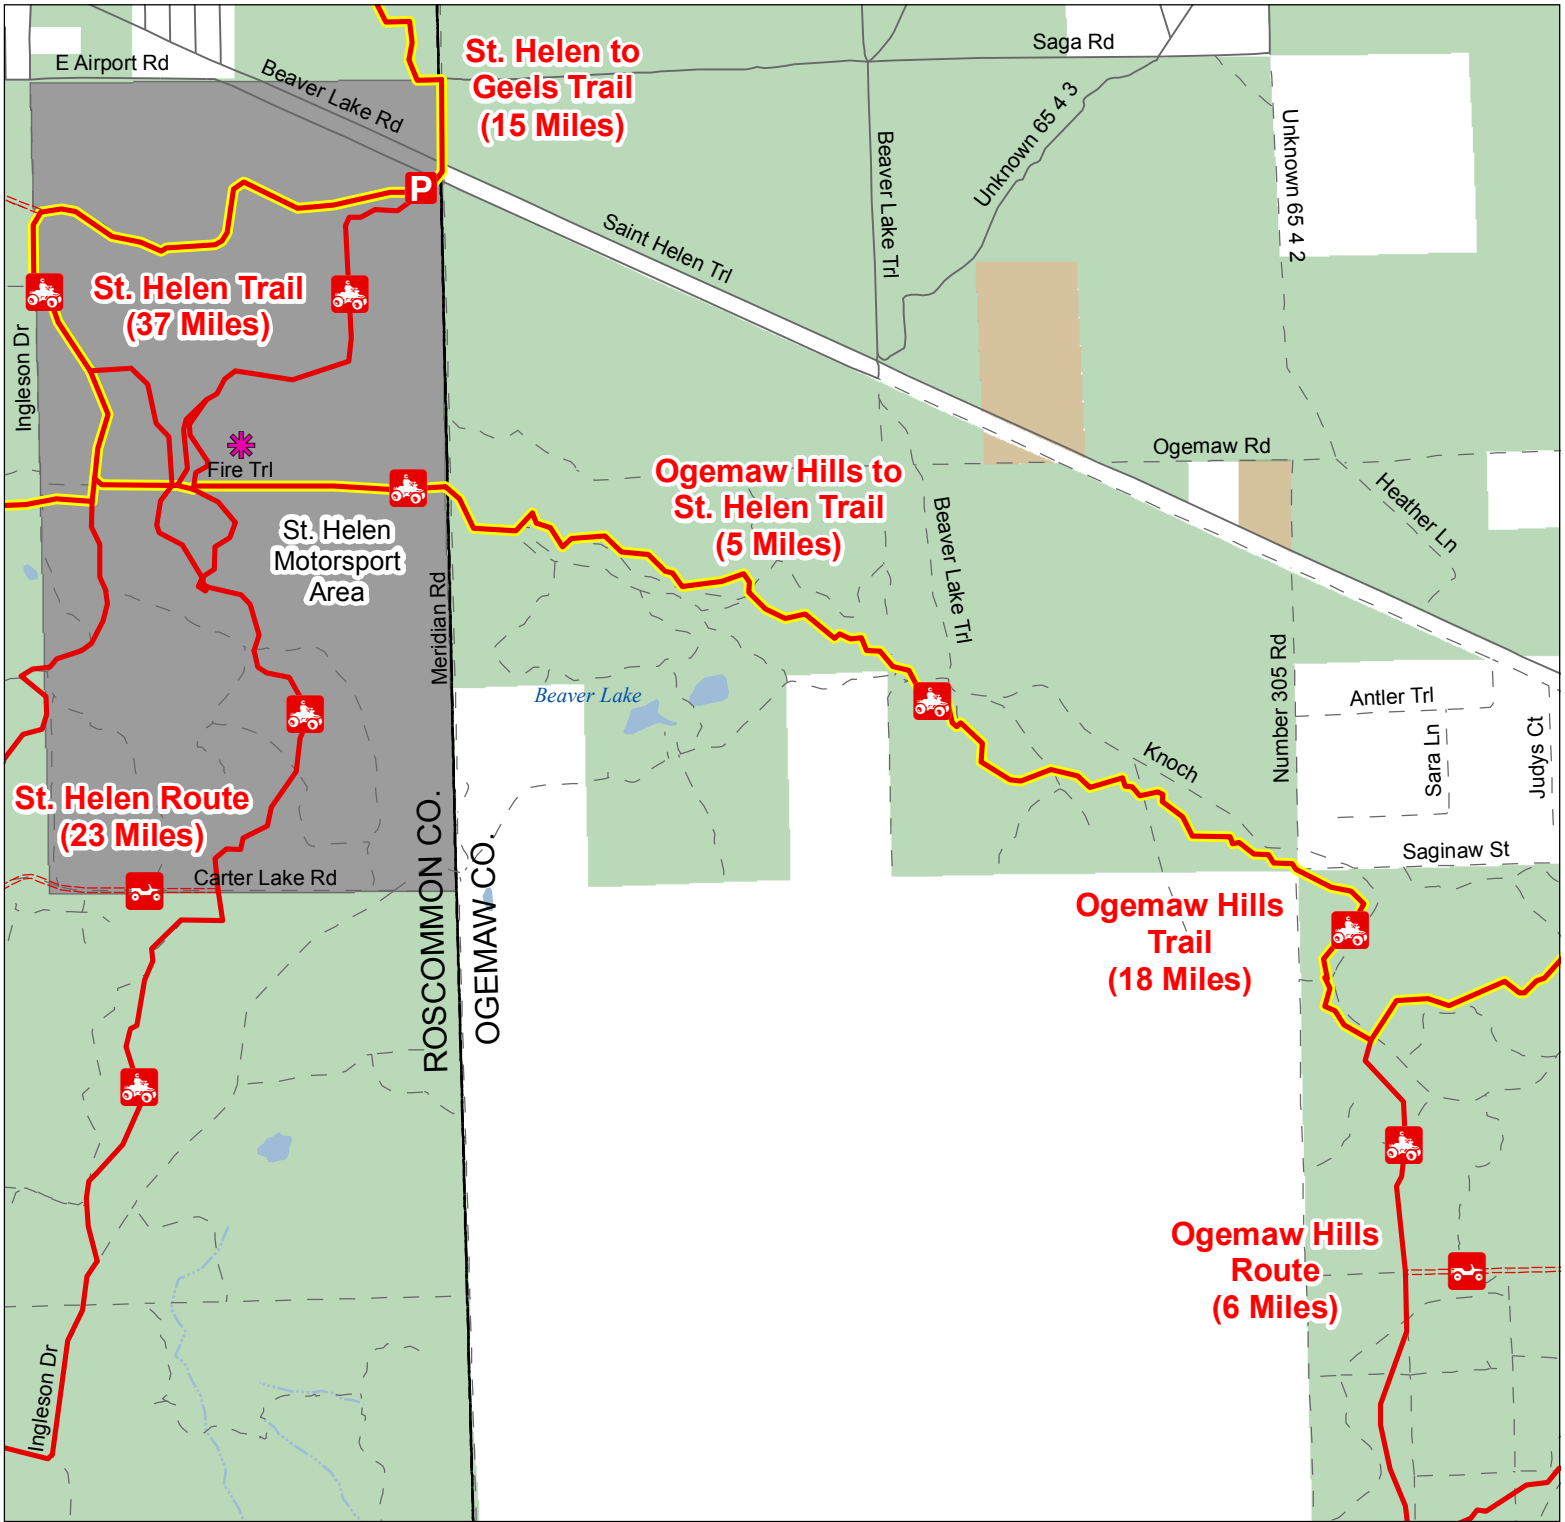 St. Helen to
Geels Trail
(15 Miles)
Saga Rd
E Airport Rd
Beaver Lake Rd
Unknown 65 4 3
Unknown 65 4 2
Beaver Lake Trl
P
Saint Helen Trl
St. Helen Trail
(37 Miles)
Ingleson Dr
Ogemaw Rd
Fire Trl
Ogemaw Hills to
St. Helen Trail
(5 Miles)
Heather Ln
Beaver Lake Trl
St. Helen
Motorsport
Area
Meridian Rd
Beaver Lake
Number 305 Rd
Antler Trl
Sara Ln
Judys Ct
Knoch
St. Helen Route
(23 Miles)
Saginaw St
Carter Lake Rd
ROSCOMMON CO.
OGEMAW CO.
Ogemaw Hills
Trail
(18 Miles)
Ogemaw Hills
Route
(6 Miles)
Ingleson Dr